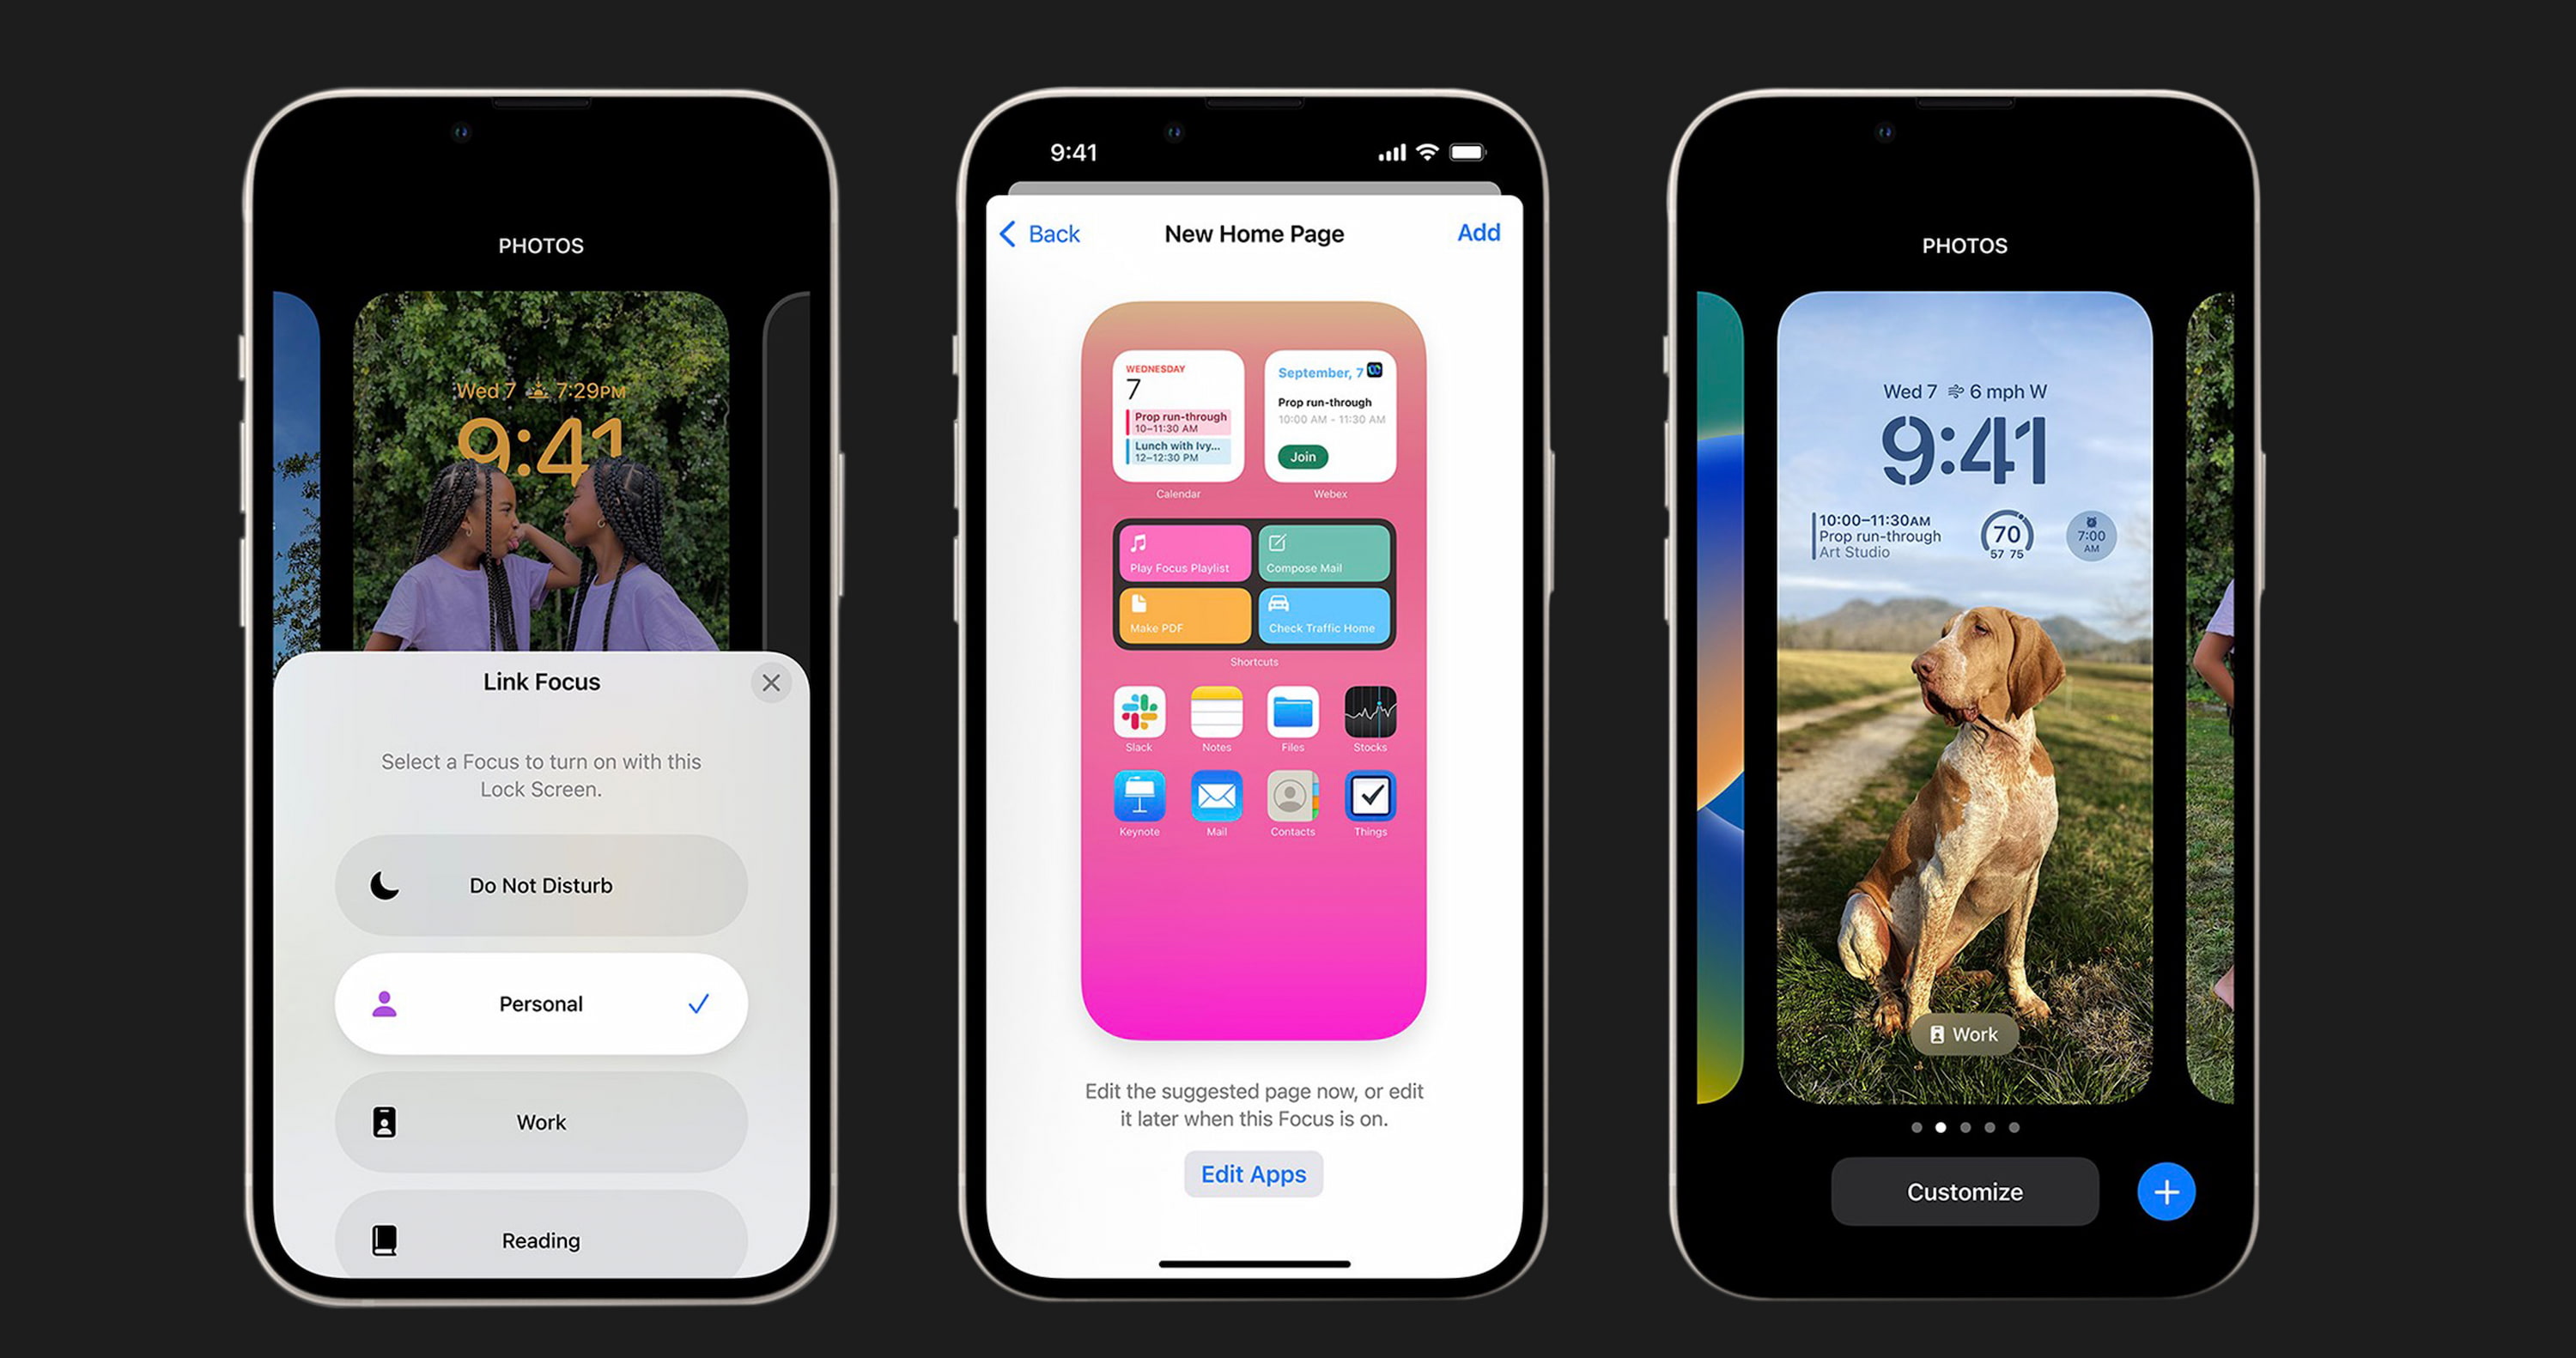 PHOTOS
Wed 7 7:29PM
9:41
Link Focus
Select a Focus to turn on with this
Lock Screen.
Do Not Disturb
Personal
Work
Reading
9:41
Back New Home Page Add
WEDNESDAY
7
Prop run-through
10–11:30 AM
Lunch with Ivy...
12–12:30 PM
Calendar
September, 7
Prop run-through
10:00 AM - 11:30 AM
Join
Webex
Play Focus Playlist
Compose Mail
Make PDF
Check Traffic Home
Shortcuts
Slack Notes Files Stocks
Keynote Mail Contacts Things
Edit the suggested page now, or edit
it later when this Focus is on.
Edit Apps
PHOTOS
Wed 7 6 mph W
9:41
10:00–11:30AM
Prop run-through
Art Studio
70
57 75
7:00
AM
Work
Customize